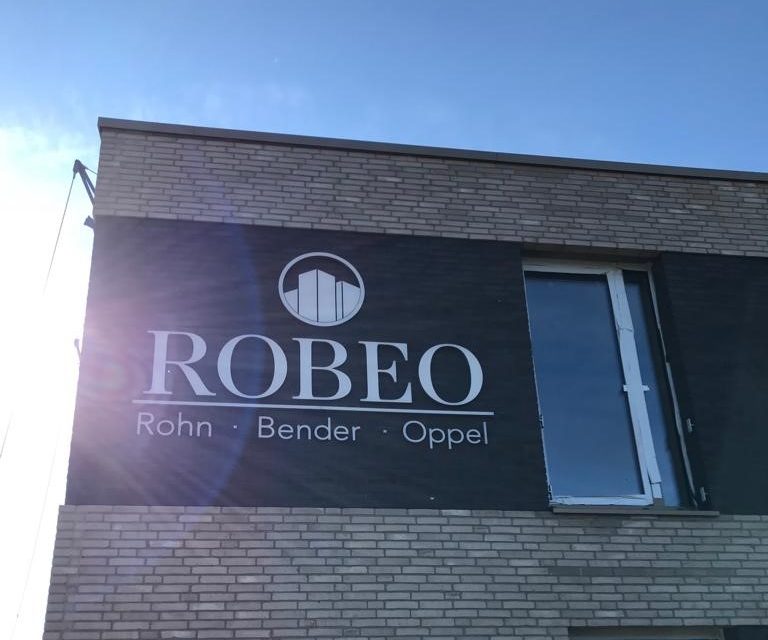 ROBEO
Rohn · Bender · Oppel